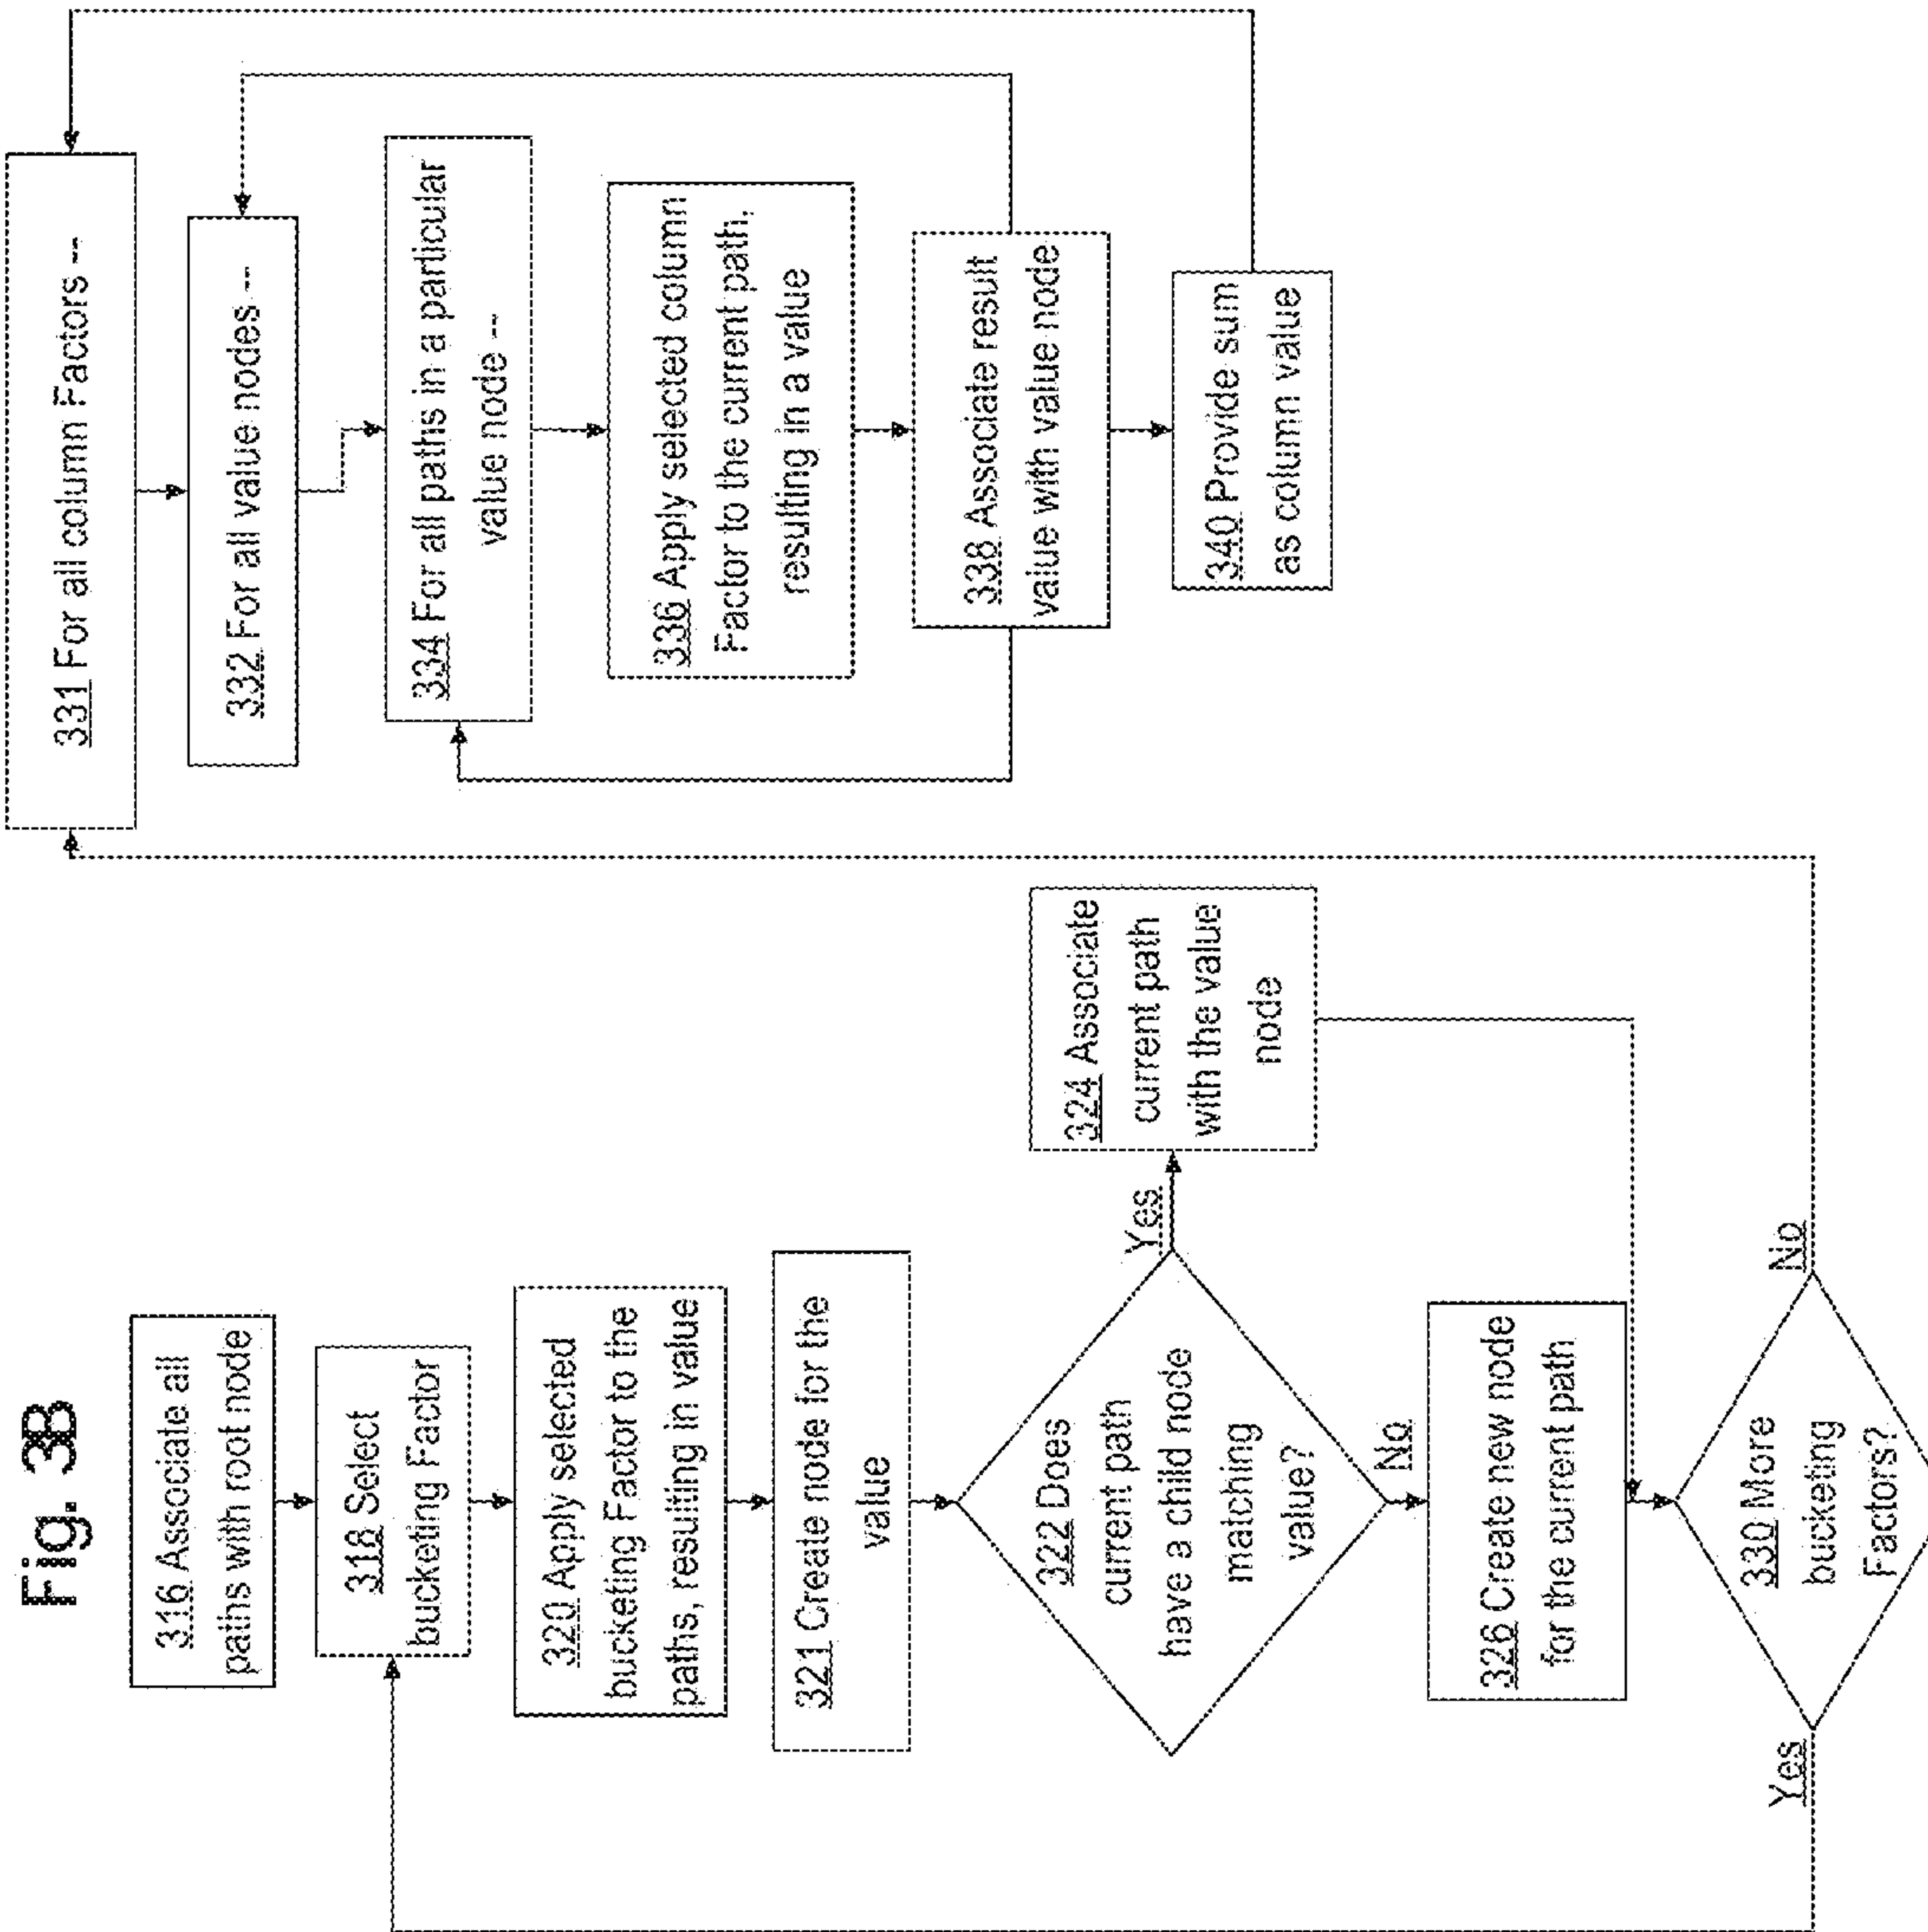 Fig. 3B
316 Associate all
paths with root node
318 Select
bucketing Factor
320 Apply selected
bucketing Factor to the
paths, resulting in value
321 Create node for the
value
322 Does
current path
have a child node
matching
value?
Yes
324 Associate
current path
with the value
node
No
326 Create new node
for the current path
330 More
bucketing
Factors?
Yes
No
331 For all column Factors --
332 For all value nodes --
334 For all paths in a particular
value node --
336 Apply selected column
Factor to the current path,
resulting in a value
338 Associate result
value with value node
340 Provide sum
as column value